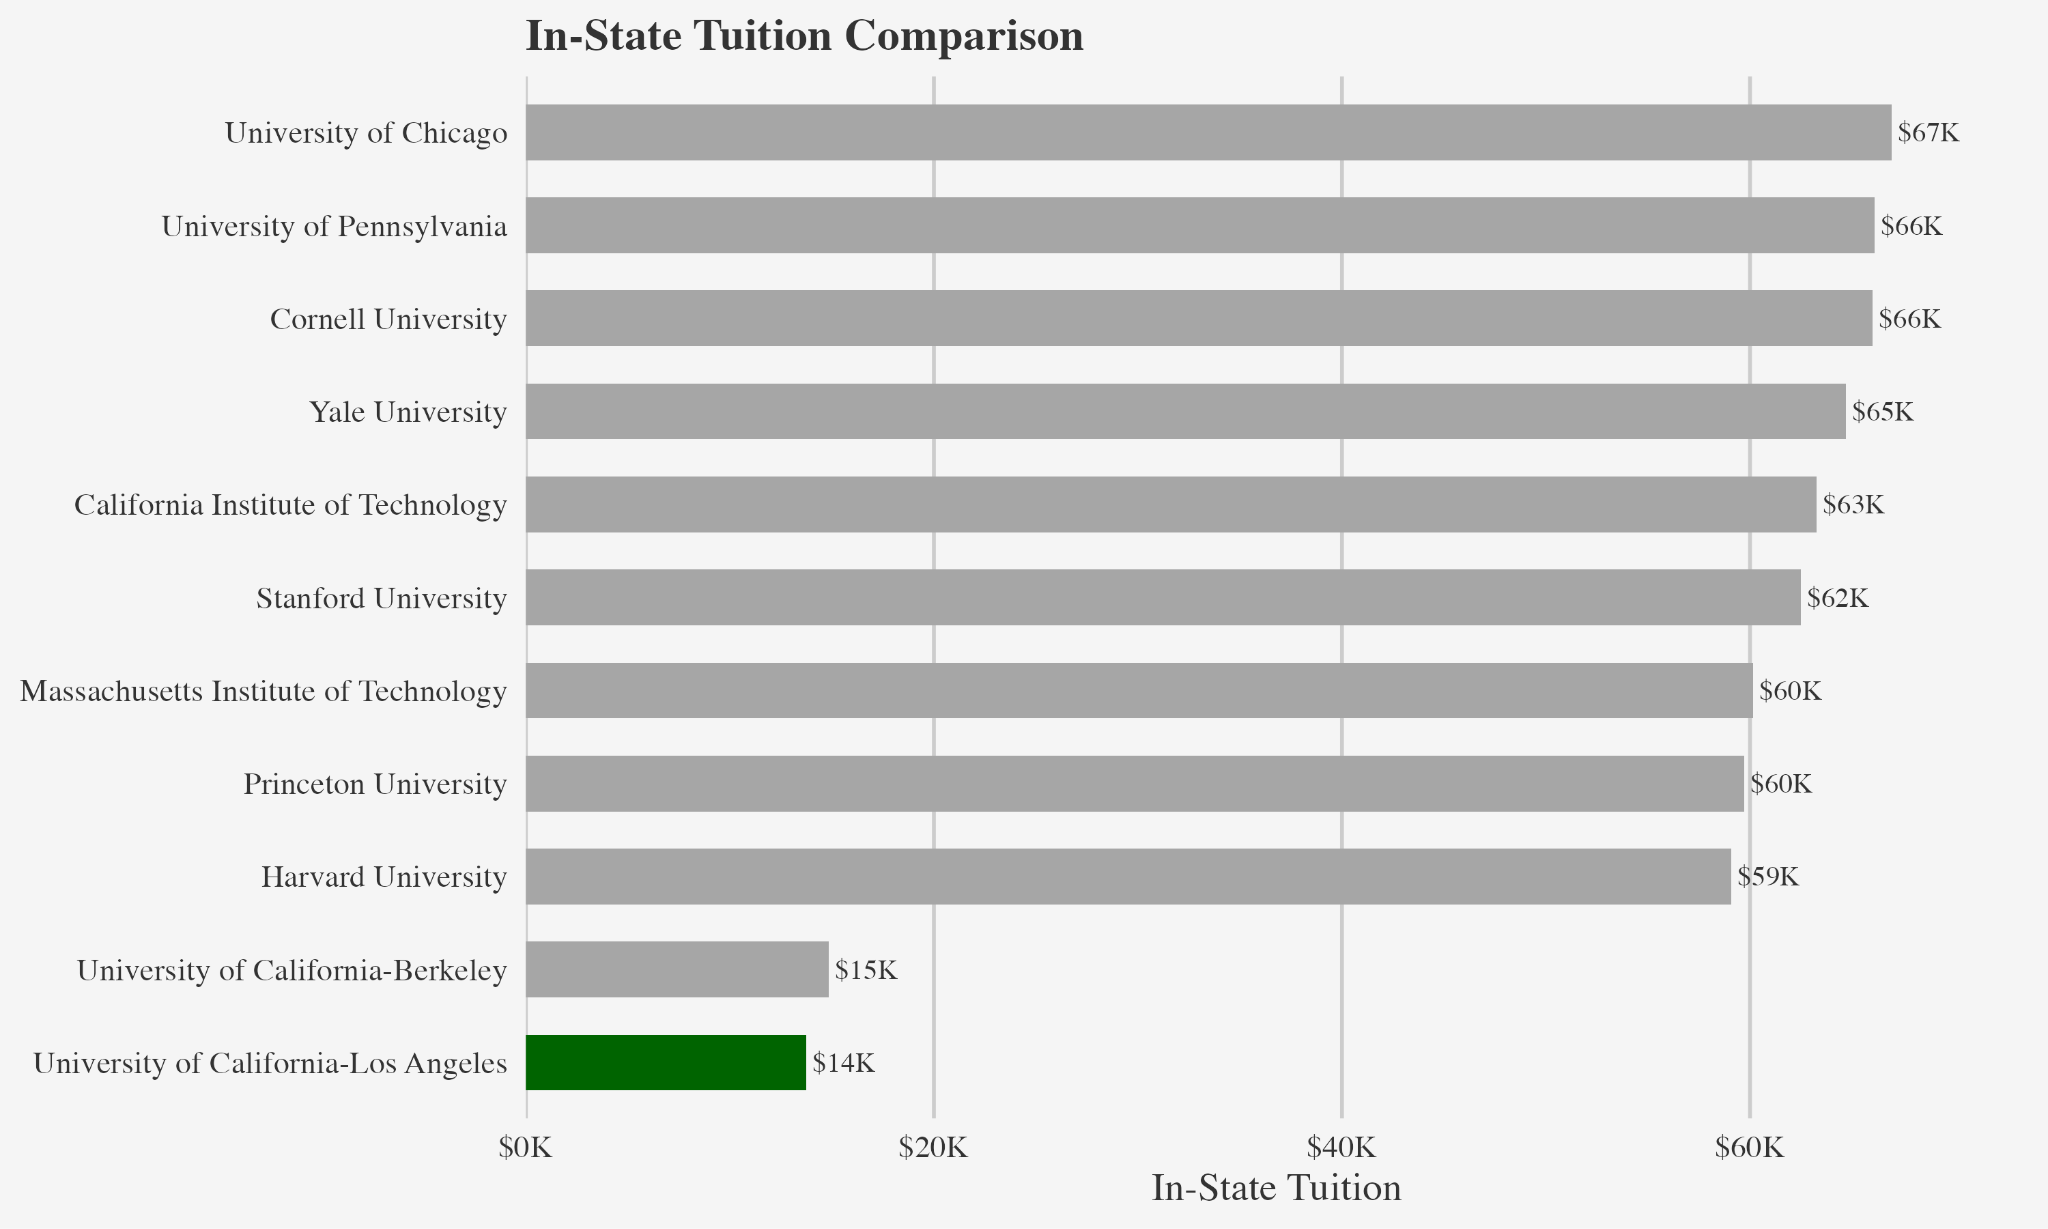 In-State Tuition Comparison
University of Chicago $67K
University of Pennsylvania $66K
Cornell University $66K
Yale University $65K
California Institute of Technology $63K
Stanford University $62K
Massachusetts Institute of Technology $60K
Princeton University $60K
Harvard University $59K
University of California-Berkeley $15K
University of California-Los Angeles $14K
$0K $20K $40K $60K
In-State Tuition